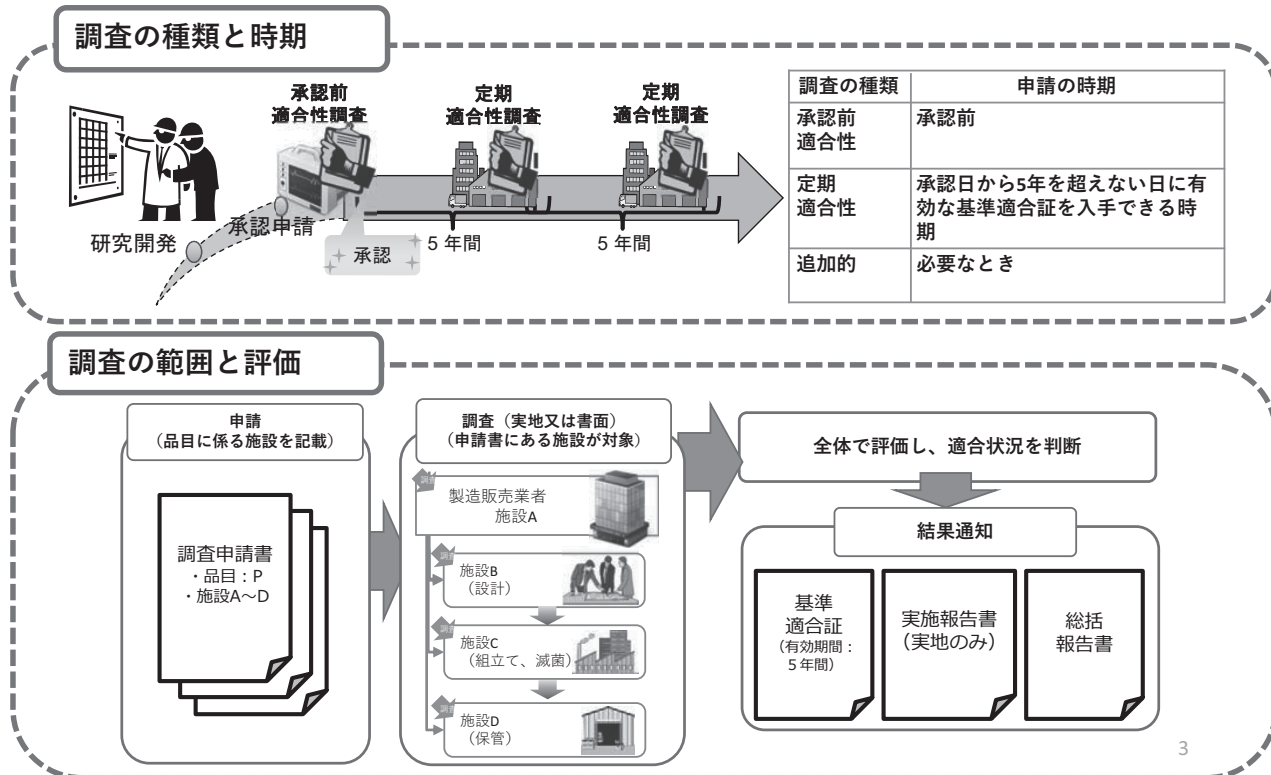 調査の種類と時期
承認前
適合性調査
定期
適合性調査
定期
適合性調査
研究開発
承認申請
承認
5 年間
5 年間
調査の種類
申請の時期
承認前
適合性
承認前
定期
適合性
承認日から5年を超えない日に有
効な基準適合証を入手できる時
期
追加的
必要なとき
調査の範囲と評価
申請
（品目に係る施設を記載）
調査申請書
・品目：P
・施設A～D
調査（実地又は書面）
（申請書にある施設が対象）
調査
製造販売業者
施設A
調査
施設B
（設計）
調査
施設C
（組立て、滅菌）
調査
施設D
（保管）
全体で評価し、適合状況を判断
結果通知
基準
適合証
（有効期間：
５年間）
実施報告書
（実地のみ）
総括
報告書
3